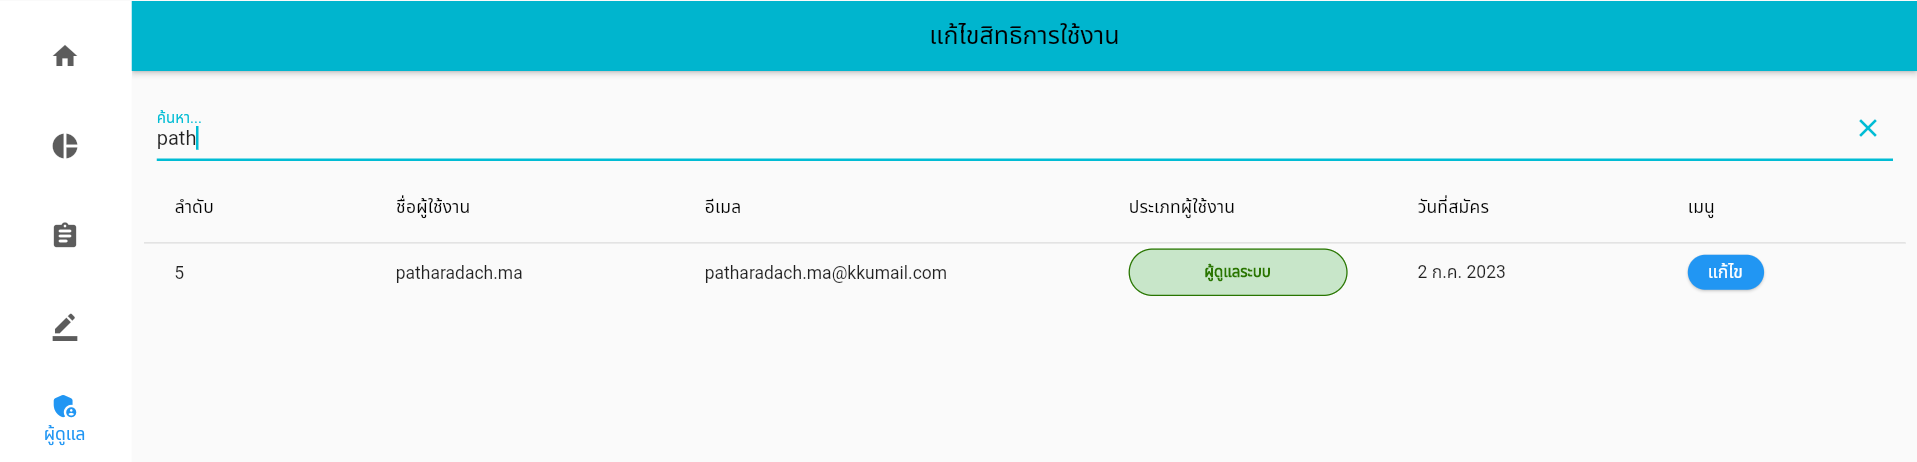 แก้ไขสิทธิการใช้งาน
ค้นหา...
path
ลำดับ ชื่อผู้ใช้งาน อีเมล ประเภทผู้ใช้งาน วันที่สมัคร เมนู
5 patharadach.ma patharadach.ma@kkumail.com ผู้ดูแลระบบ 2 ก.ค. 2023 แก้ไข
ผู้ดูแล